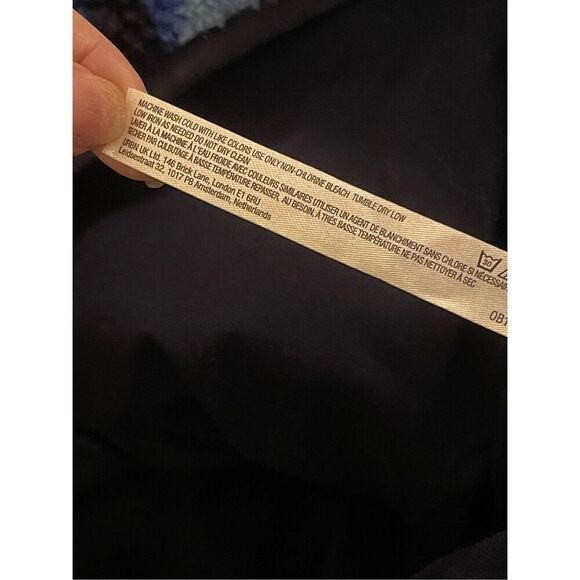 MACHINE WASH COLD WITH LIKE COLORS USE ONLY NON-CHLORINE BLEACH TUMBLE DRY LOW
LOW IRON AS NEEDED DO NOT DRY CLEAN
LAVER À LA MACHINE À L'EAU FROIDE AVEC COULEURS SIMILAIRES UTILISER UN AGENT DE BLANCHIMENT SANS CHLORE SI NÉCESSAIRE
SÉCHER PAR CULBUTAGE À BASSE TEMPÉRATURE REPASSER, AU BESOIN, À TRÈS BASSE TEMPÉRATURE NE PAS NETTOYER À SEC
URBN UK Ltd, 146 Brick Lane, London E1 6RU
Leidsestraat 32, 1017 PB Amsterdam, Netherlands
30